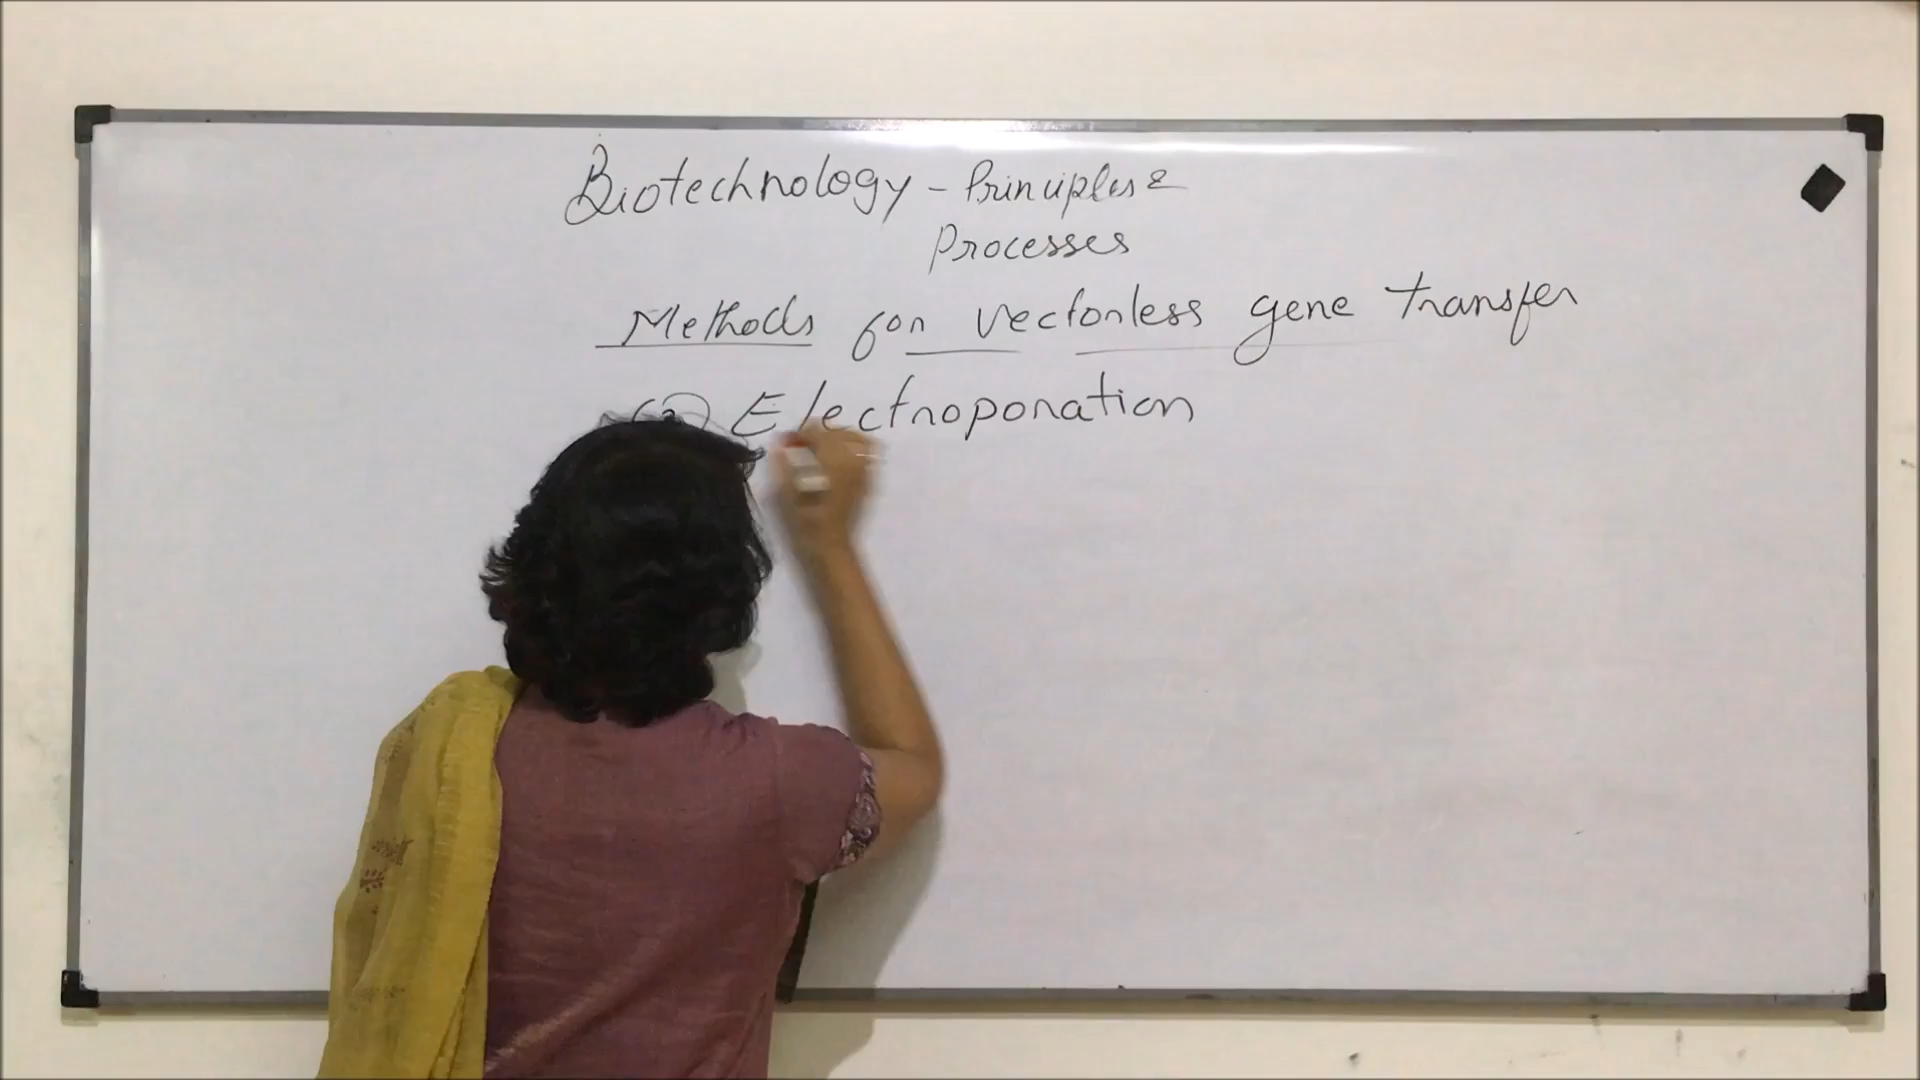 Biotechnology - Principles &
Processes
Methods for vectorless gene transfer
Electroporation